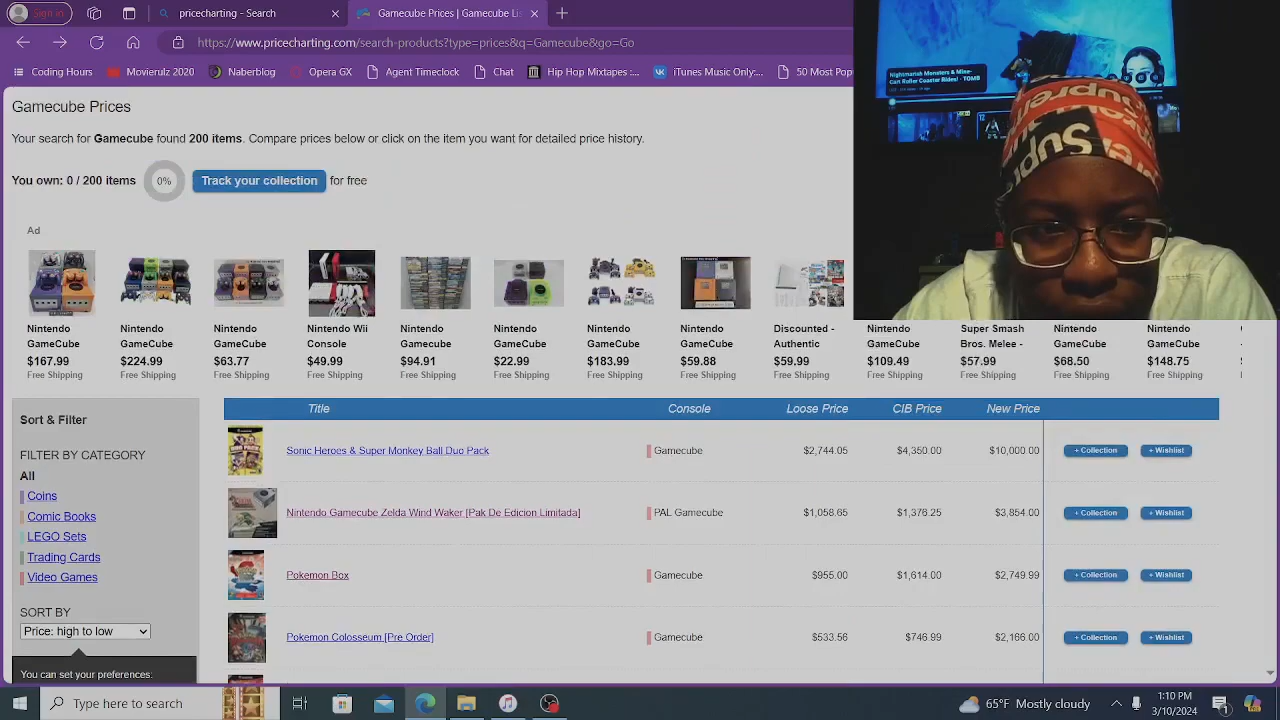 Sign in
pricecharting - Search
Gamecube Prices | Gamecube Lis
https://www.pricecharting.com/search-products?type=prices&q=Gamecube&go=Go
Coding Hours
Movierulz 2020
Naberblog
Opera GX
Agent Timeclock
Chat
Hip Hop Mixtapes ...
iTunes Music Only:...
50 Most Pop
Nightmarish Monsters & Mine-
Cart Roller Coaster Rides! - TOMB
Supreme
Sup
Gamecube Prices
Your search for Gamecube found 200 items. Compare prices below or click on the item you want for detailed price history.
You own: 0 / 200 items
0%
Track your collection
for free
Ad
Nintendo GameCube $167.99 Free Shipping
Nintendo GameCube $224.99 Free Shipping
Nintendo GameCube $63.77 Free Shipping
Nintendo Wii Console $49.99 Free Shipping
Nintendo Gamecube $94.91 Free Shipping
Nintendo GameCube $22.99 Free Shipping
Nintendo GameCube $183.99 Free Shipping
Nintendo GameCube $59.88 Free Shipping
Discounted - Authentic $59.99 Free Shipping
Nintendo GameCube $109.49 Free Shipping
Super Smash Bros. Melee - $57.99 Free Shipping
Nintendo GameCube $68.50 Free Shipping
Nintendo GameCube $148.75 Free Shipping
Sort & Filter
FILTER BY CATEGORY
All
Coins
Comic Books
LEGO Sets
Trading Cards
Video Games
SORT BY
Price: high to low
You can set your preferences:
Title Console Loose Price CIB Price New Price
Sonic Heroes & Super Monkey Ball Duo Pack Gamecube $2,744.05 $4,350.00 $10,000.00 + Collection + Wishlist
Nintendo Gamecube Zelda Wind Waker [Pak De Edicion Limitada] PAL Gamecube $1,058.65 $1,376.25 $3,854.00 + Collection + Wishlist
Pokemon Box Gamecube $955.00 $1,614.00 $2,749.99 + Collection + Wishlist
Pokemon Colosseum [Pre Order] Gamecube $533.56 $746.99 $2,166.00 + Collection + Wishlist
Type here to search
65°F Mostly cloudy
1:10 PM
3/10/2024